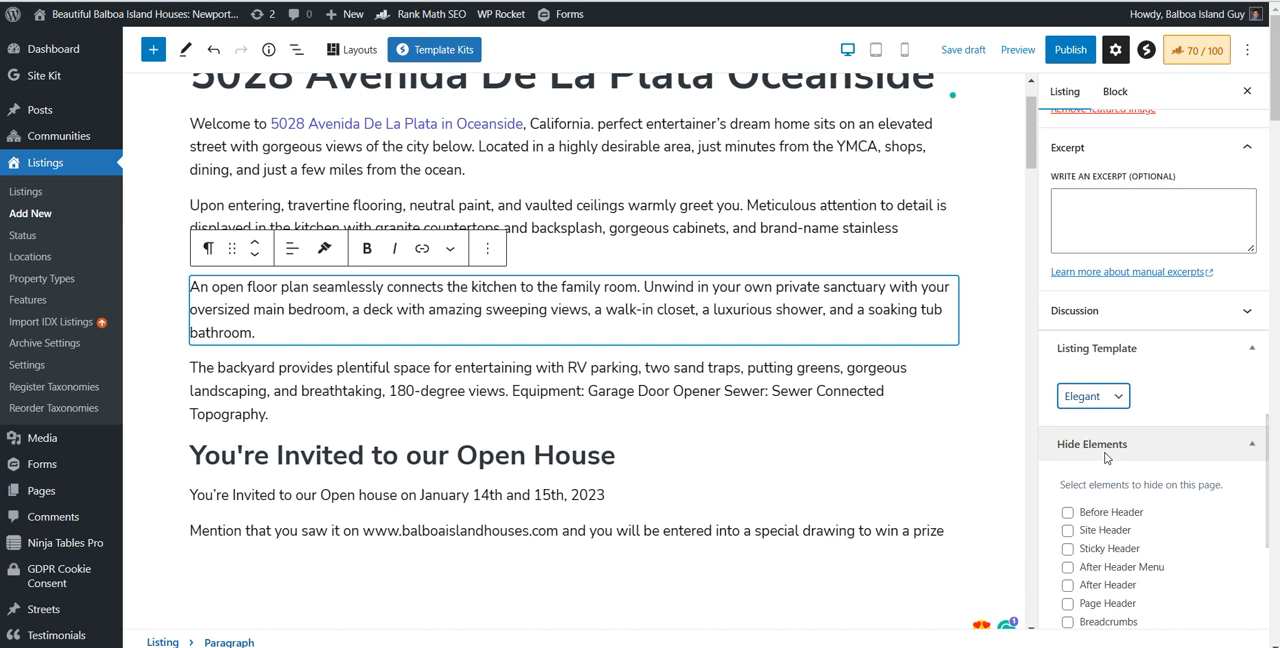 Beautiful Balboa Island Houses: Newport... 2 0 New Rank Math SEO WP Rocket Forms Howdy, Balboa Island Guy
Dashboard
Site Kit
Posts
Communities
Listings
Listings
Add New
Status
Locations
Property Types
Features
Import IDX Listings
Archive Settings
Settings
Register Taxonomies
Reorder Taxonomies
Media
Forms
Pages
Comments
Ninja Tables Pro
GDPR Cookie
Consent
Streets
Testimonials
Layouts Template Kits Save draft Preview Publish 70 / 100
5028 Avenida De La Plata Oceanside
Welcome to 5028 Avenida De La Plata in Oceanside, California. perfect entertainer's dream home sits on an elevated
street with gorgeous views of the city below. Located in a highly desirable area, just minutes from the YMCA, shops,
dining, and just a few miles from the ocean.
Upon entering, travertine flooring, neutral paint, and vaulted ceilings warmly greet you. Meticulous attention to detail is
displayed in the kitchen with granite countertops and backsplash, gorgeous cabinets, and brand-name stainless
B I
An open floor plan seamlessly connects the kitchen to the family room. Unwind in your own private sanctuary with your
oversized main bedroom, a deck with amazing sweeping views, a walk-in closet, a luxurious shower, and a soaking tub
bathroom.
The backyard provides plentiful space for entertaining with RV parking, two sand traps, putting greens, gorgeous
landscaping, and breathtaking, 180-degree views. Equipment: Garage Door Opener Sewer: Sewer Connected
Topography.
You're Invited to our Open House
You're Invited to our Open house on January 14th and 15th, 2023
Mention that you saw it on www.balboaislandhouses.com and you will be entered into a special drawing to win a prize
1
Listing › Paragraph
Listing Block
Remove featured image
Excerpt
WRITE AN EXCERPT (OPTIONAL)
Learn more about manual excerpts
Discussion
Listing Template
Elegant
Hide Elements
Select elements to hide on this page.
Before Header
Site Header
Sticky Header
After Header Menu
After Header
Page Header
Breadcrumbs